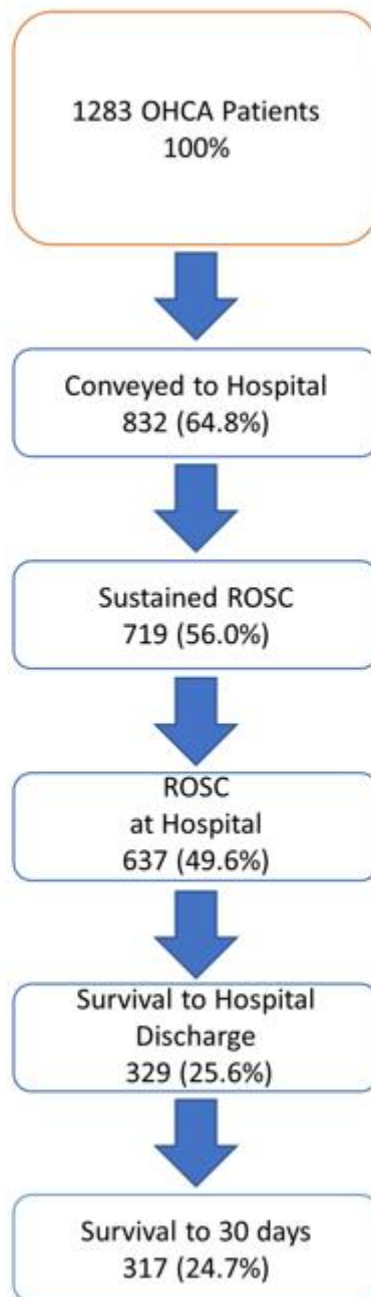 1283 OHCA Patients
100%
Conveyed to Hospital
832 (64.8%)
Sustained ROSC
719 (56.0%)
ROSC
at Hospital
637 (49.6%)
Survival to Hospital
Discharge
329 (25.6%)
Survival to 30 days
317 (24.7%)